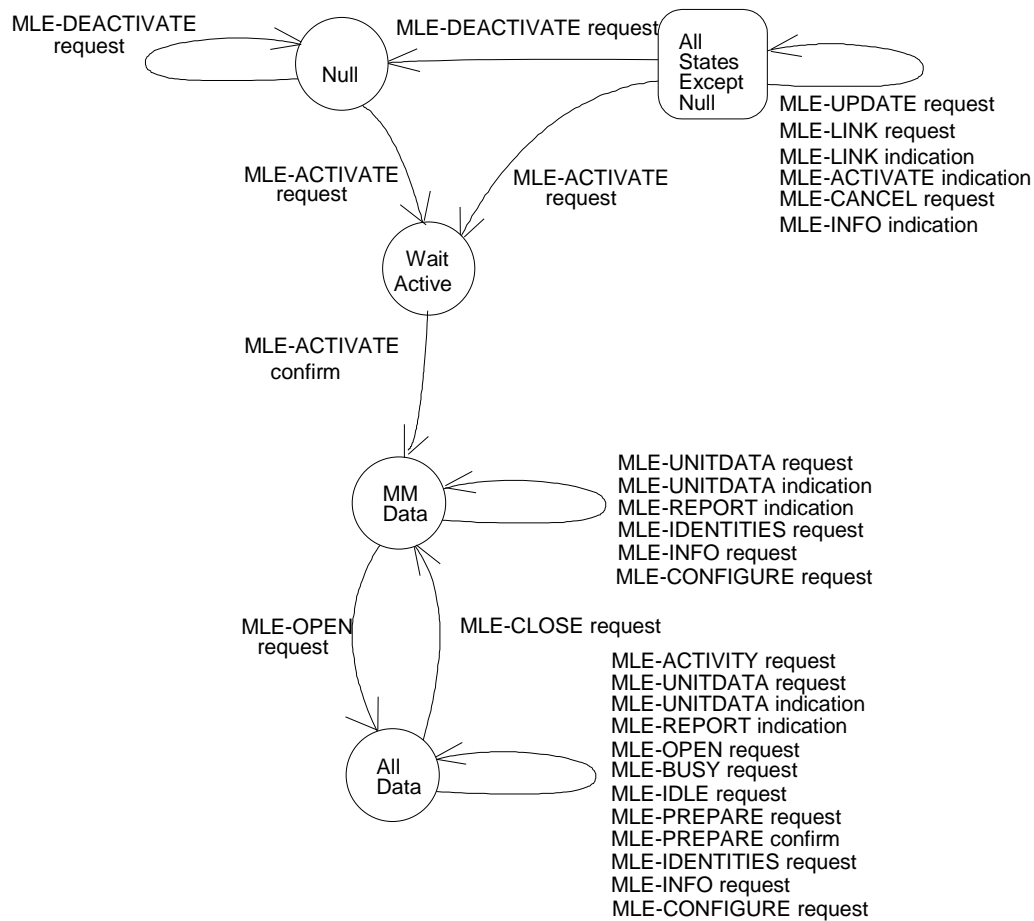 MLE-DEACTIVATE
request
Null
MLE-DEACTIVATE request
All
States
Except
Null
MLE-UPDATE request
MLE-LINK request
MLE-LINK indication
MLE-ACTIVATE indication
MLE-CANCEL request
MLE-INFO indication
MLE-ACTIVATE
request
MLE-ACTIVATE
request
Wait
Active
MLE-ACTIVATE
confirm
MM
Data
MLE-UNITDATA request
MLE-UNITDATA indication
MLE-REPORT indication
MLE-IDENTITIES request
MLE-INFO request
MLE-CONFIGURE request
MLE-OPEN
request
MLE-CLOSE request
All
Data
MLE-ACTIVITY request
MLE-UNITDATA request
MLE-UNITDATA indication
MLE-REPORT indication
MLE-OPEN request
MLE-BUSY request
MLE-IDLE request
MLE-PREPARE request
MLE-PREPARE confirm
MLE-IDENTITIES request
MLE-INFO request
MLE-CONFIGURE request